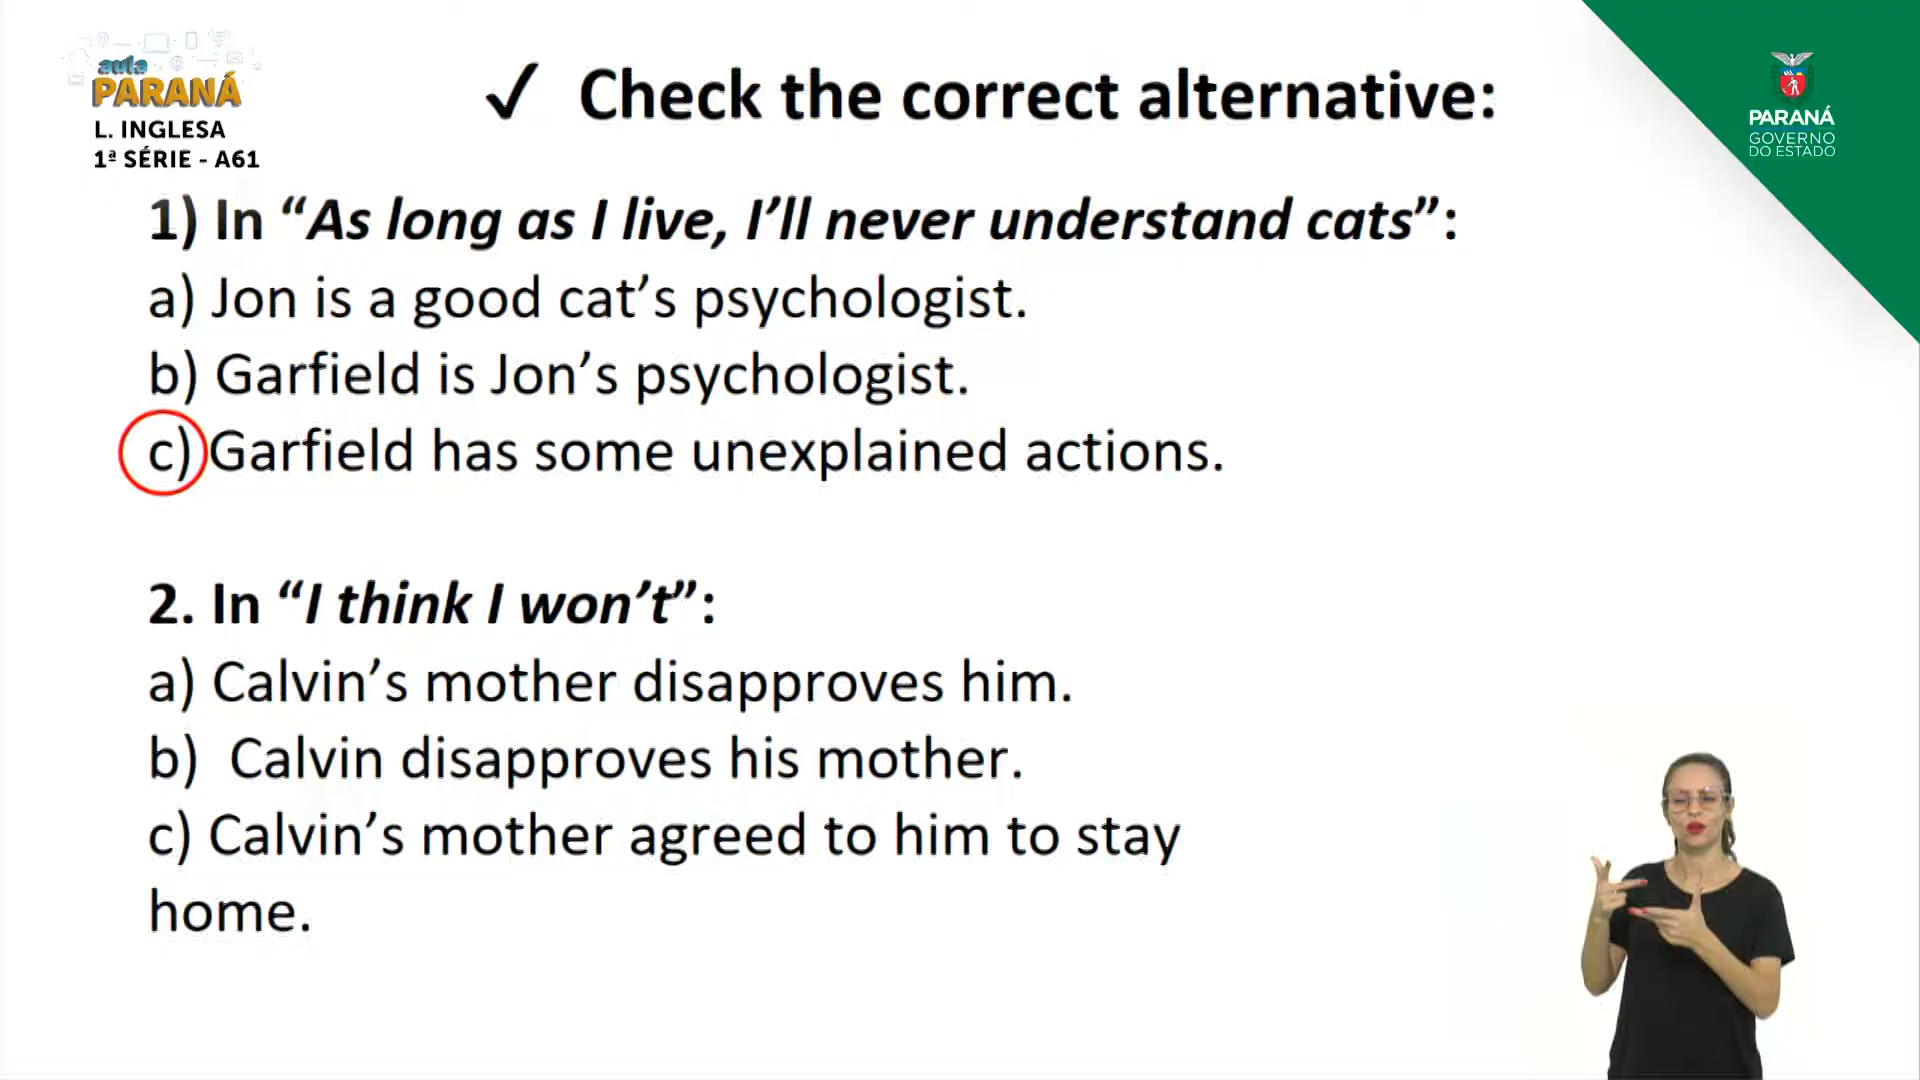 aula
PARANÁ
L. INGLESA
1ª SÉRIE - A61
✓ Check the correct alternative:
PARANÁ
GOVERNO
DO ESTADO
1) In “As long as I live, I’ll never understand cats”:
a) Jon is a good cat’s psychologist.
b) Garfield is Jon’s psychologist.
c) Garfield has some unexplained actions.
2. In “I think I won’t”:
a) Calvin’s mother disapproves him.
b) Calvin disapproves his mother.
c) Calvin’s mother agreed to him to stay
home.